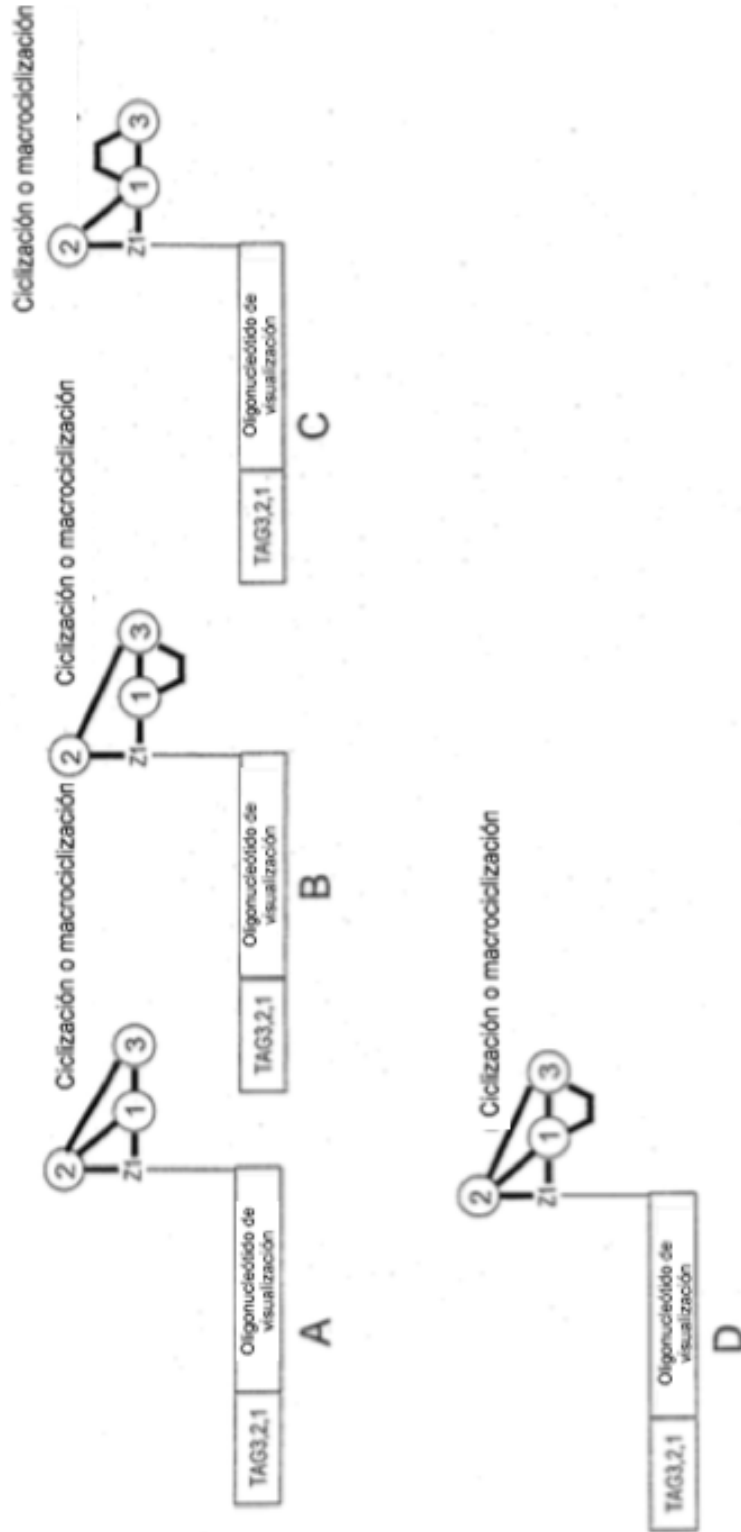 Ciclización o macrociclización
2
Z1
1
3
TAG3,2,1
Oligonucleótido de
visualización
A
Ciclización o macrociclización
2
Z1
1
3
TAG3,2,1
Oligonucleótido de
visualización
B
Ciclización o macrociclización
2
Z1
1
3
TAG3,2,1
Oligonucleótido de
visualización
C
Ciclización o macrociclización
2
Z1
1
3
TAG3,2,1
Oligonucleótido de
visualización
D